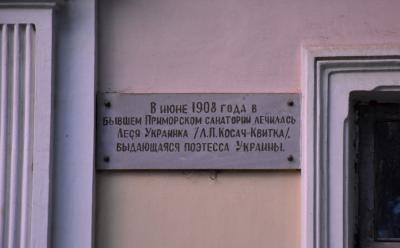 В июне 1908 года в
бывшем Приморском санатории лечилась
Леся Украинка /Л.П.Косач-Квитка/.
выдающаяся поэтесса Украины.